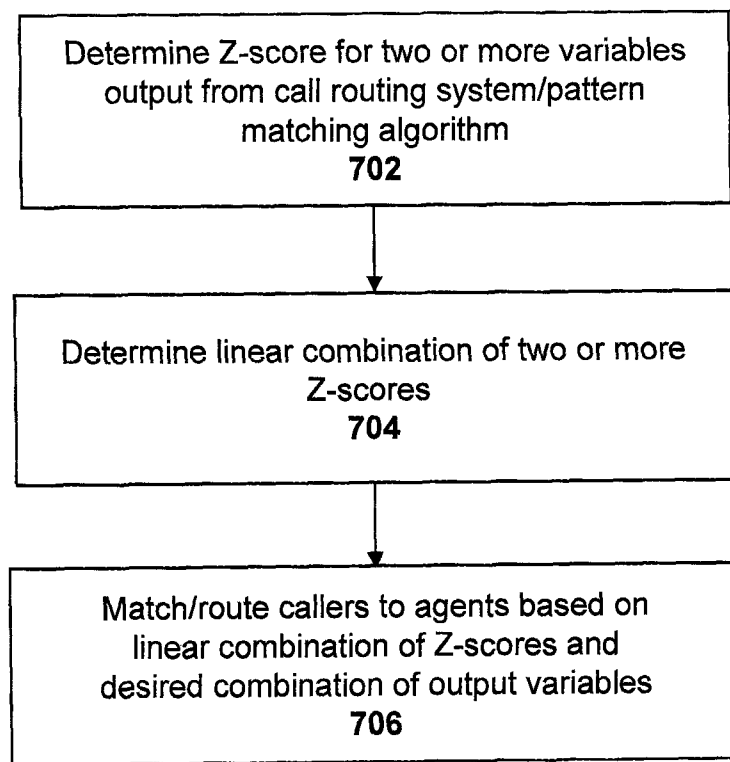 Determine Z-score for two or more variables
output from call routing system/pattern
matching algorithm
702
Determine linear combination of two or more
Z-scores
704
Match/route callers to agents based on
linear combination of Z-scores and
desired combination of output variables
706